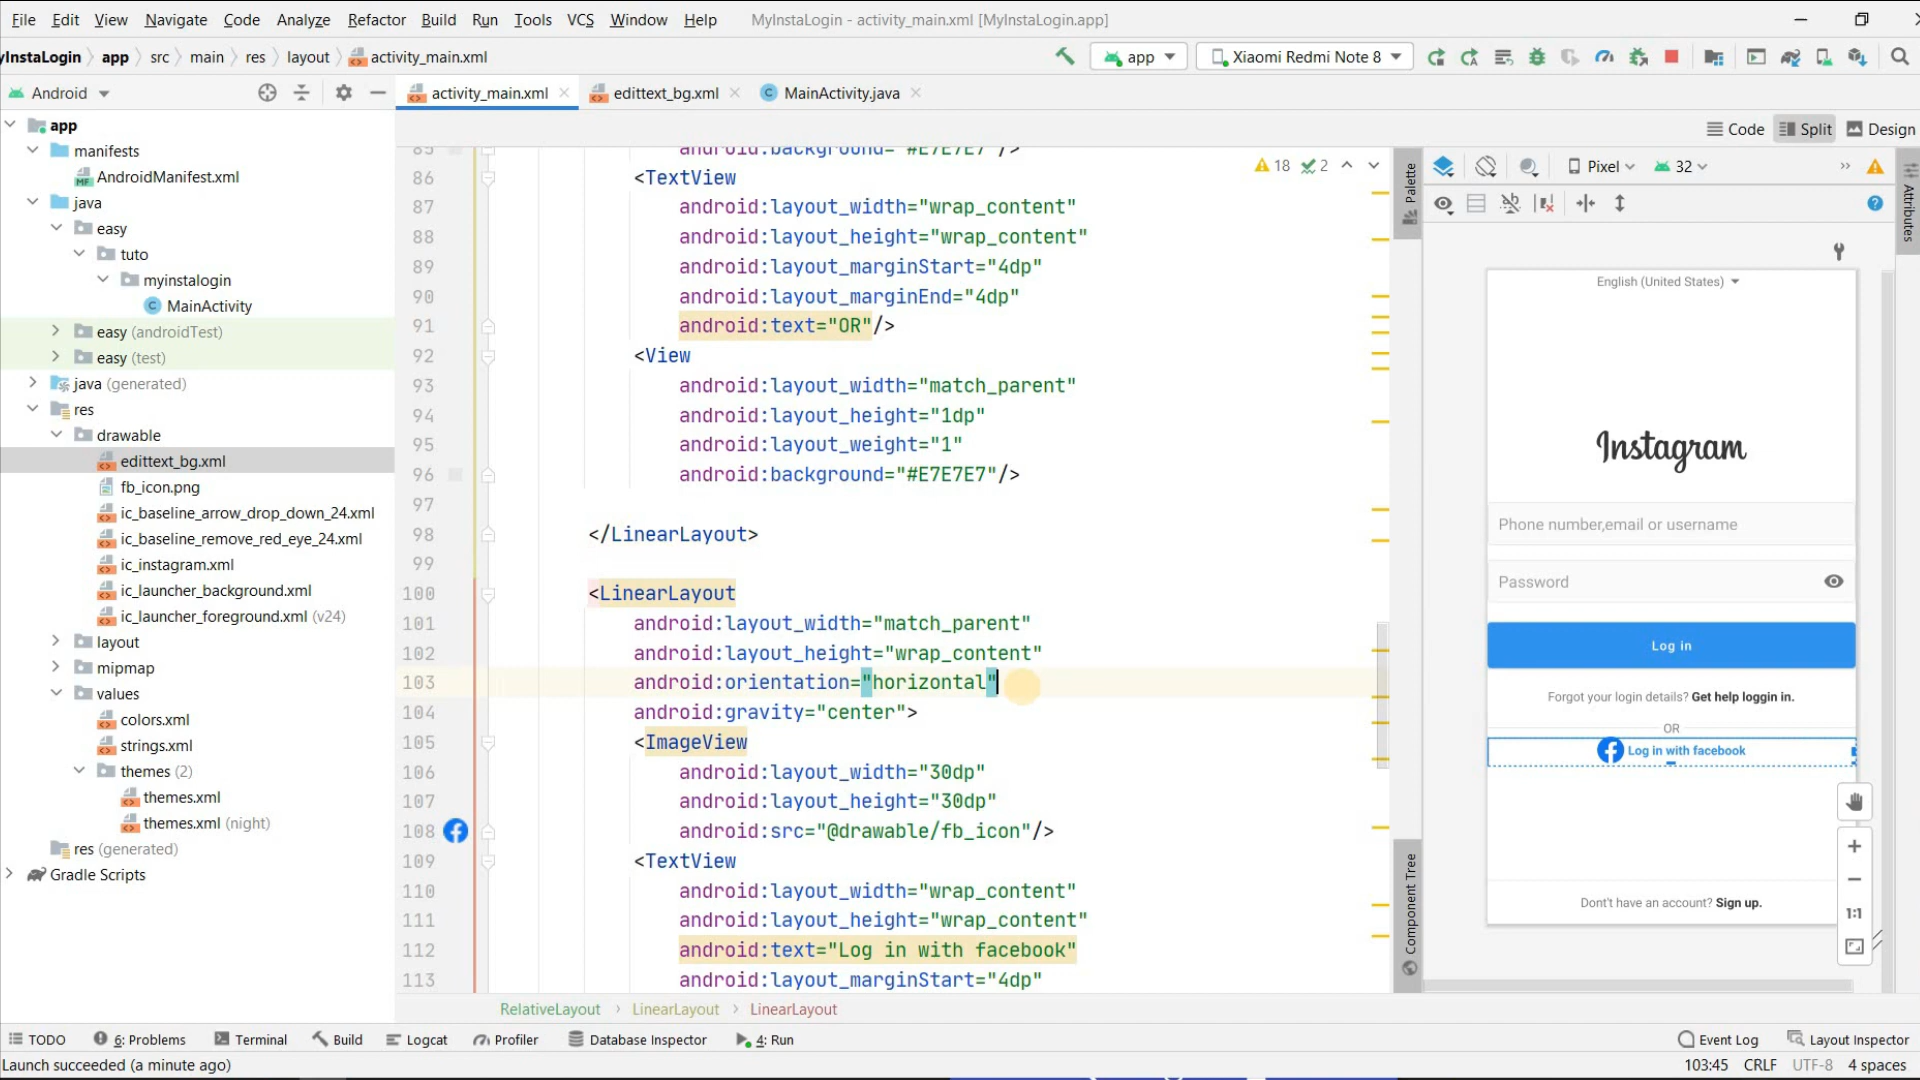 File Edit View Navigate Code Analyze Refactor Build Run Tools VCS Window Help MyInstaLogin - activity_main.xml [MyInstaLogin.app]
yInstaLogin app src main res layout activity_main.xml app Xiaomi Redmi Note 8
Android activity_main.xml edittext_bg.xml MainActivity.java
Code Split Design
app
manifests
AndroidManifest.xml
java
easy
tuto
myinstalogin
MainActivity
easy (androidTest)
easy (test)
java (generated)
res
drawable
edittext_bg.xml
fb_icon.png
ic_baseline_arrow_drop_down_24.xml
ic_baseline_remove_red_eye_24.xml
ic_instagram.xml
ic_launcher_background.xml
ic_launcher_foreground.xml (v24)
layout
mipmap
values
colors.xml
strings.xml
themes (2)
themes.xml
themes.xml (night)
res (generated)
Gradle Scripts
18 2
85 android:background="#E7E7E7"/>
86 <TextView
87 android:layout_width="wrap_content"
88 android:layout_height="wrap_content"
89 android:layout_marginStart="4dp"
90 android:layout_marginEnd="4dp"
91 android:text="OR"/>
92 <View
93 android:layout_width="match_parent"
94 android:layout_height="1dp"
95 android:layout_weight="1"
96 android:background="#E7E7E7"/>
97
98 </LinearLayout>
99
100 <LinearLayout
101 android:layout_width="match_parent"
102 android:layout_height="wrap_content"
103 android:orientation="horizontal"
104 android:gravity="center">
105 <ImageView
106 android:layout_width="30dp"
107 android:layout_height="30dp"
108 android:src="@drawable/fb_icon"/>
109 <TextView
110 android:layout_width="wrap_content"
111 android:layout_height="wrap_content"
112 android:text="Log in with facebook"
113 android:layout_marginStart="4dp"
RelativeLayout LinearLayout LinearLayout
Palette
Component Tree
Pixel 32
Attributes
English (United States)
Instagram
Phone number,email or username
Password
Log in
Forgot your login details? Get help loggin in.
OR
Log in with facebook
Dont't have an account? Sign up.
1:1
TODO 6: Problems Terminal Build Logcat Profiler Database Inspector 4: Run Event Log Layout Inspector
Launch succeeded (a minute ago) 103:45 CRLF UTF-8 4 spaces